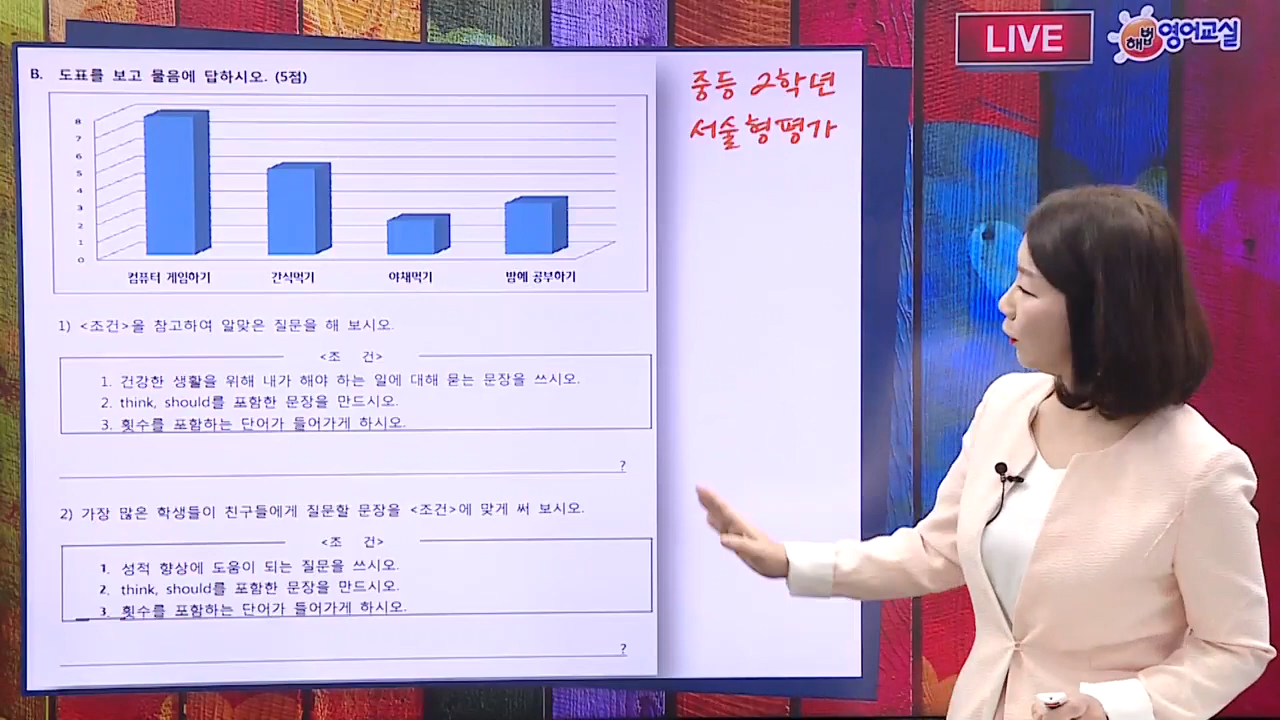 LIVE
해법 영어교실
중등 2학년
서술형평가
B. 도표를 보고 물음에 답하시오. (5점)
8
7
6
5
4
3
2
1
0
컴퓨터 게임하기 간식먹기 야채먹기 밤에 공부하기
1) <조건>을 참고하여 알맞은 질문을 해 보시오.
<조 건>
1. 건강한 생활을 위해 내가 해야 하는 일에 대해 묻는 문장을 쓰시오.
2. think, should를 포함한 문장을 만드시오.
3. 횟수를 포함하는 단어가 들어가게 하시오.
?
2) 가장 많은 학생들이 친구들에게 질문할 문장을 <조건>에 맞게 써 보시오.
<조 건>
1. 성적 향상에 도움이 되는 질문을 쓰시오.
2. think, should를 포함한 문장을 만드시오.
3. 횟수를 포함하는 단어가 들어가게 하시오.
?